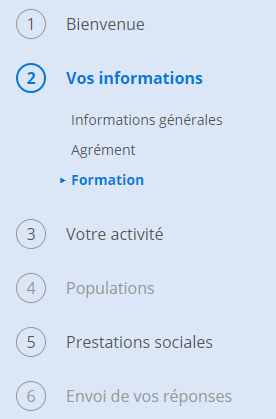 1 Bienvenue
2 Vos informations
Informations générales
Agrément
Formation
3 Votre activité
4 Populations
5 Prestations sociales
6 Envoi de vos réponses